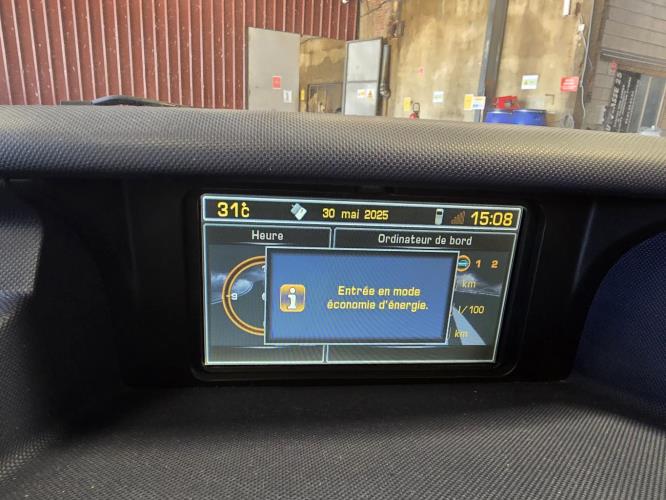 31°C 30 mai 2025 15:08
Heure
Ordinateur de bord
1 2
9
km
l/100
km
i
Entrée en mode
économie d'énergie.